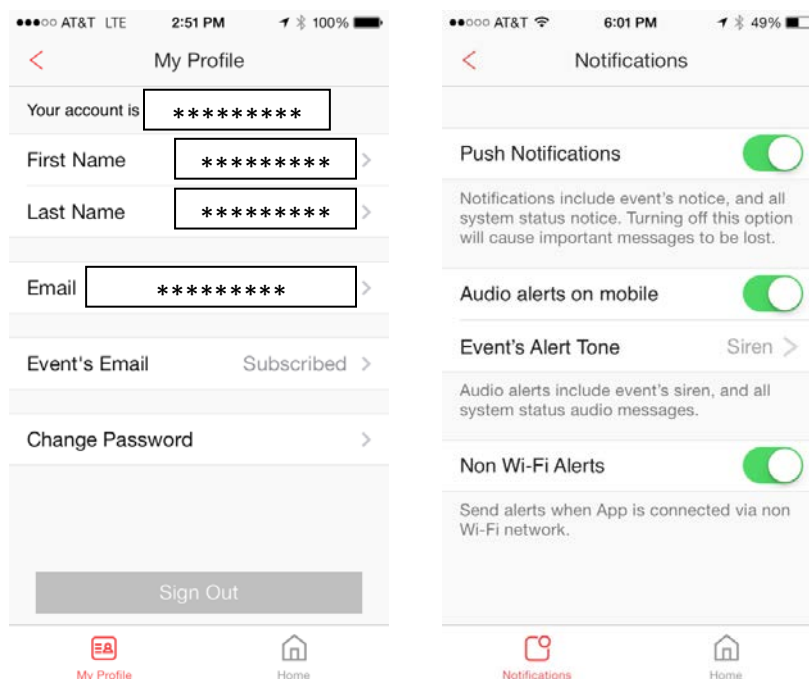 ●●●○○ AT&T LTE 2:51 PM 100%
My Profile
Your account is *********
First Name *********
Last Name *********
Email *********
Event's Email Subscribed
Change Password
Sign Out
My Profile Home
●●○○○ AT&T 6:01 PM 49%
Notifications
Push Notifications
Notifications include event's notice, and all
system status notice. Turning off this option
will cause important messages to be lost.
Audio alerts on mobile
Event's Alert Tone Siren
Audio alerts include event's siren, and all
system status audio messages.
Non Wi-Fi Alerts
Send alerts when App is connected via non
Wi-Fi network.
Notifications Home